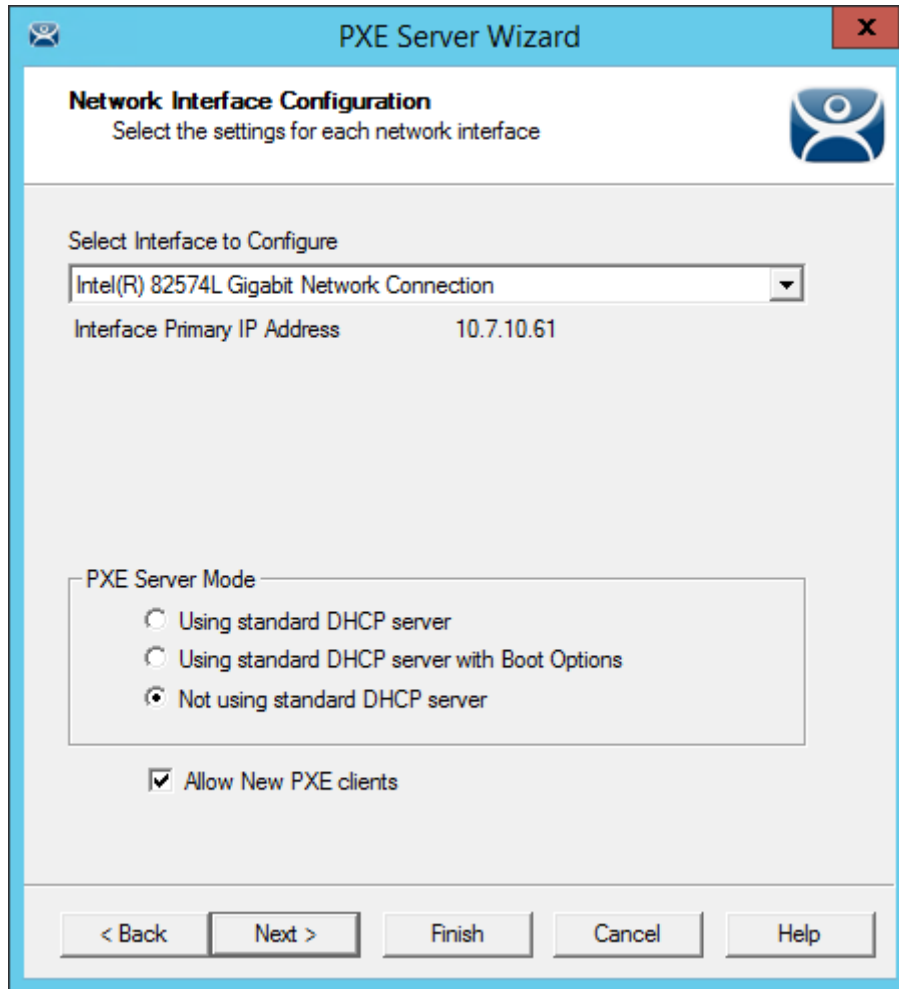 PXE Server Wizard
x
Network Interface Configuration
Select the settings for each network interface
Select Interface to Configure
Intel(R) 82574L Gigabit Network Connection
Interface Primary IP Address 10.7.10.61
PXE Server Mode
Using standard DHCP server
Using standard DHCP server with Boot Options
Not using standard DHCP server
Allow New PXE clients
< Back Next > Finish Cancel Help